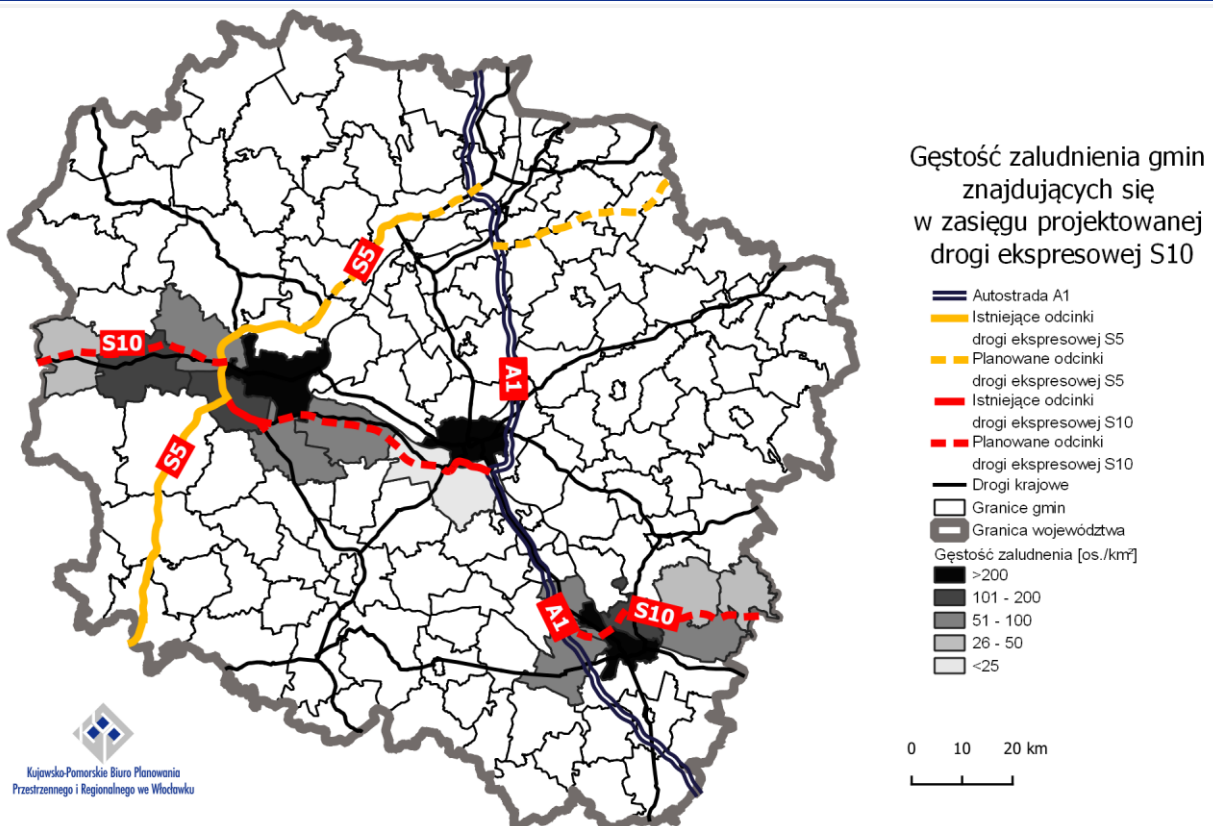 Gęstość zaludnienia gmin
znajdujących się
w zasięgu projektowanej
drogi ekspresowej S10
Autostrada A1
Istniejące odcinki
drogi ekspresowej S5
Planowane odcinki
drogi ekspresowej S5
Istniejące odcinki
drogi ekspresowej S10
Planowane odcinki
drogi ekspresowej S10
Drogi krajowe
Granice gmin
Granica województwa
Gęstość zaludnenia [os./km²]
>200
101 - 200
51 - 100
26 - 50
<25
0 10 20 km
S5
S10
A1
S5
A1
S10
Kujawsko-Pomorskie Biuro Planowania
Przestrzennego i Regionalnego we Włocławku